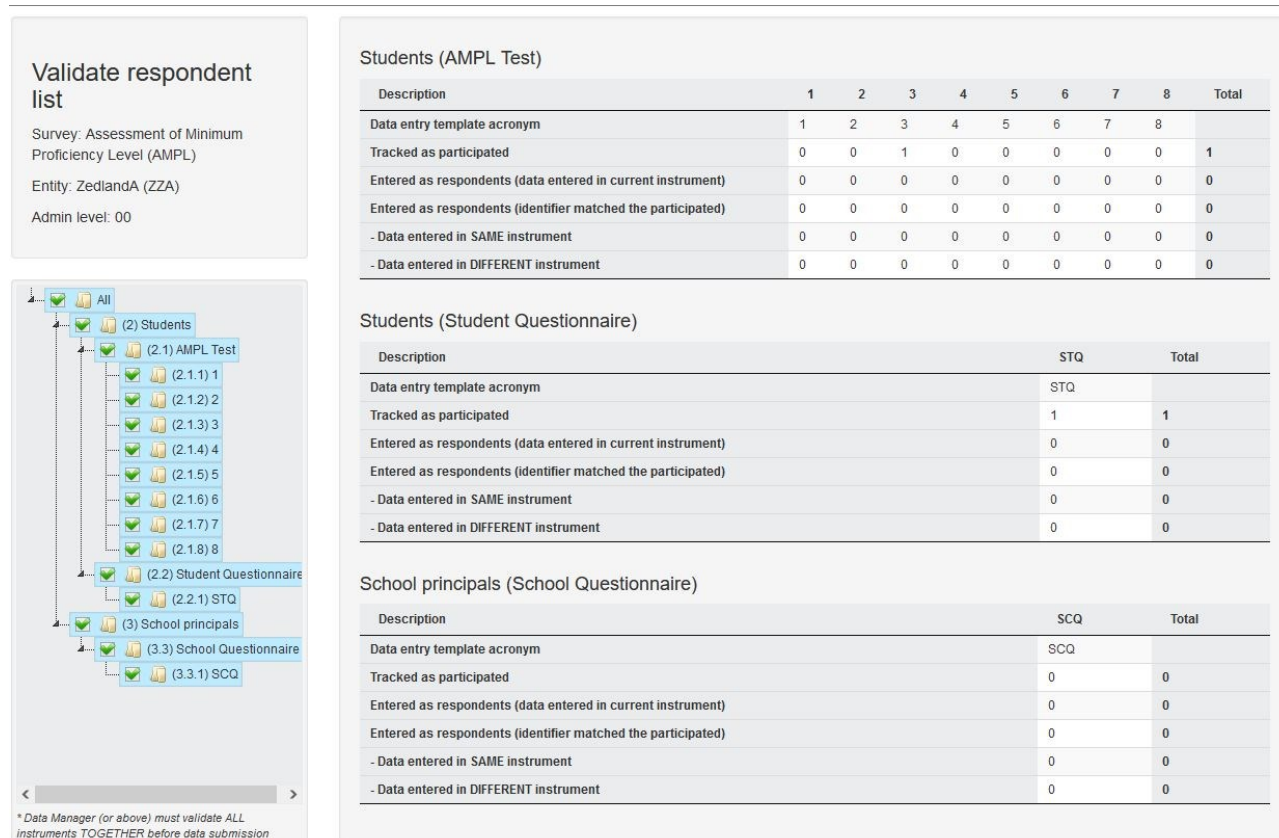 Validate respondent
list
Survey: Assessment of Minimum
Proficiency Level (AMPL)
Entity: ZedlandA (ZZA)
Admin level: 00
All
(2) Students
(2.1) AMPL Test
(2.1.1) 1
(2.1.2) 2
(2.1.3) 3
(2.1.4) 4
(2.1.5) 5
(2.1.6) 6
(2.1.7) 7
(2.1.8) 8
(2.2) Student Questionnaire
(2.2.1) STQ
(3) School principals
(3.3) School Questionnaire
(3.3.1) SCQ
* Data Manager (or above) must validate ALL
instruments TOGETHER before data submission
Students (AMPL Test)
Description 1 2 3 4 5 6 7 8 Total
Data entry template acronym 1 2 3 4 5 6 7 8
Tracked as participated 0 0 1 0 0 0 0 0 1
Entered as respondents (data entered in current instrument) 0 0 0 0 0 0 0 0 0
Entered as respondents (identifier matched the participated) 0 0 0 0 0 0 0 0 0
- Data entered in SAME instrument 0 0 0 0 0 0 0 0 0
- Data entered in DIFFERENT instrument 0 0 0 0 0 0 0 0 0
Students (Student Questionnaire)
Description STQ Total
Data entry template acronym STQ
Tracked as participated 1 1
Entered as respondents (data entered in current instrument) 0 0
Entered as respondents (identifier matched the participated) 0 0
- Data entered in SAME instrument 0 0
- Data entered in DIFFERENT instrument 0 0
School principals (School Questionnaire)
Description SCQ Total
Data entry template acronym SCQ
Tracked as participated 0 0
Entered as respondents (data entered in current instrument) 0 0
Entered as respondents (identifier matched the participated) 0 0
- Data entered in SAME instrument 0 0
- Data entered in DIFFERENT instrument 0 0